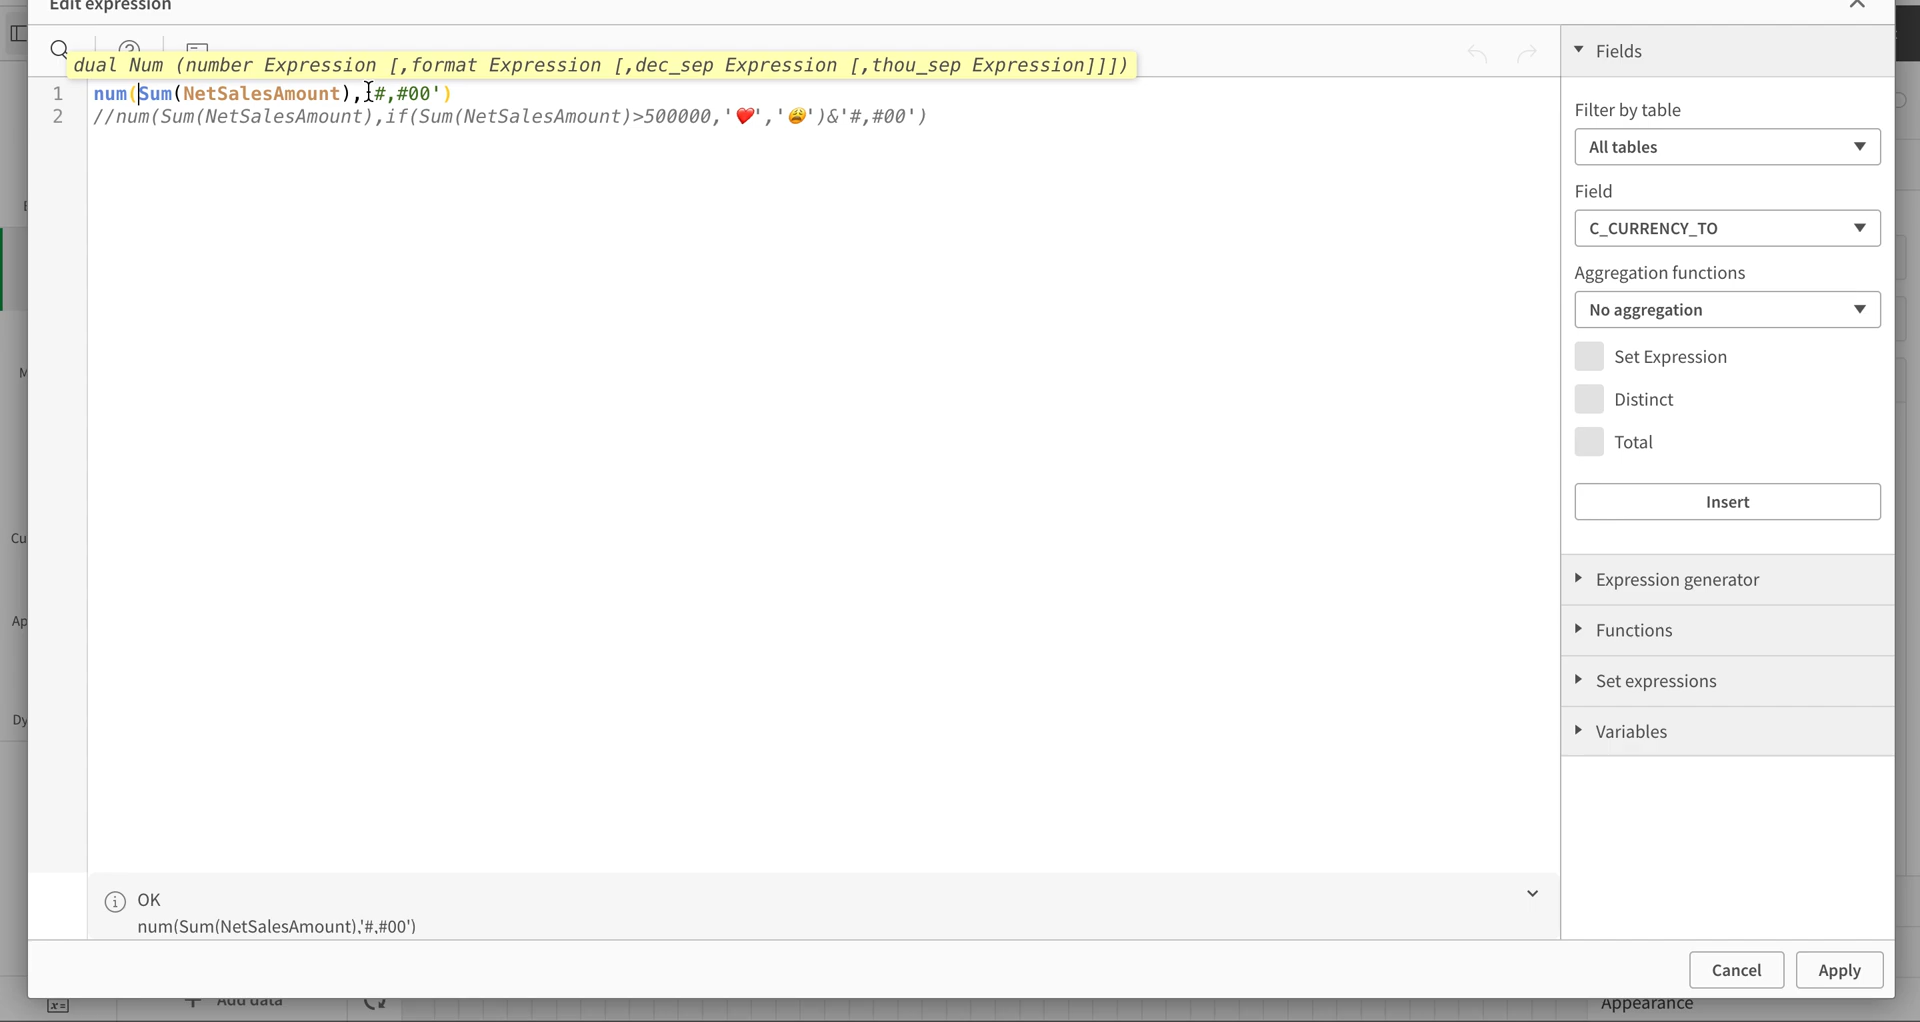 Edit expression
dual Num (number Expression [,format Expression [,dec_sep Expression [,thou_sep Expression]]])
1 num(Sum(NetSalesAmount),'#,#00')
2 //num(Sum(NetSalesAmount),if(Sum(NetSalesAmount)>500000,'❤️','😩')&'#,#00')
OK
num(Sum(NetSalesAmount),'#,#00')
Fields
Filter by table
All tables
Field
C_CURRENCY_TO
Aggregation functions
No aggregation
Set Expression
Distinct
Total
Insert
Expression generator
Functions
Set expressions
Variables
Cancel
Apply
M
Cu
Ap
Dy
Add data
Appearance